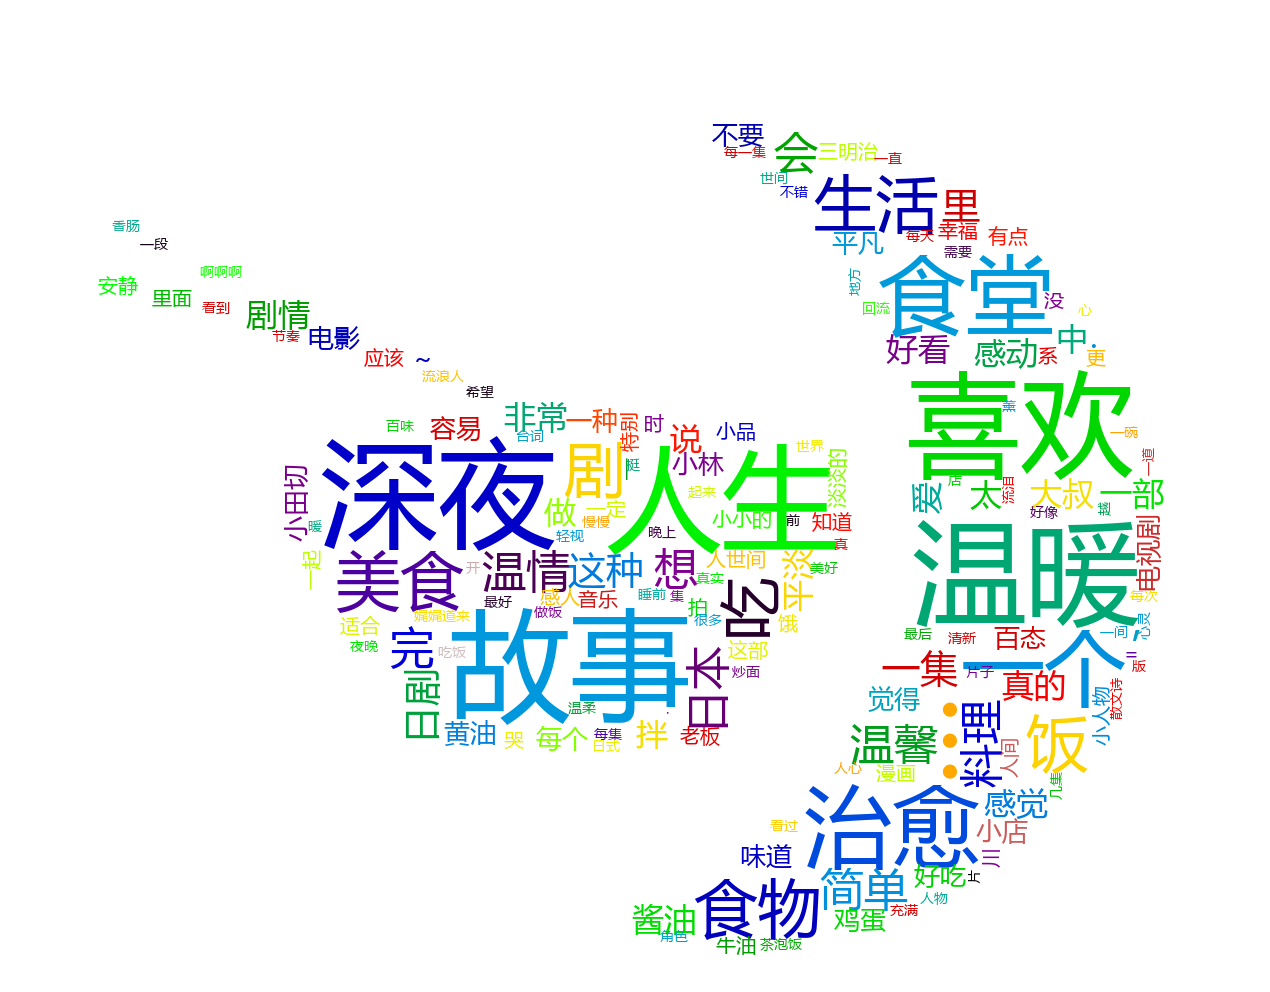 不要
每一集
会
三明治
一直
世间
不错
生活
里
香肠
一段
平凡
每天
幸福
有点
需要
啊啊啊
安静
里面
看到
地方
食堂
没
心
回流
剧情
节奏
电影
好看
感动
系
中
更
应该
~
流浪人
希望
喜欢
薰
百味
容易
非常
台词
一种
特别
时
说
小品
世界
一碗
一道
深夜
剧
挺
小林
人生
淡淡的
小田切
起来
爱
店
太
流泪
大叔
好像
一部
暖
做
一定
慢慢
轻视
晚上
小小的
前
知道
真
温暖
电视剧
一起
美食
开
温情
这种
想
真实
人世间
平淡
美好
每次
最好
感人
音乐
睡前
集
拍
很多
吃
饿
做饭
娓娓道来
适合
夜晚
完
吃饭
故事
日本
这部
炒面
最后
清新
百态
一间
心灵
一个
一集
片子
真的
=
版
散文诗
小人物
日剧
温柔
黄油
哭
每个
每集
日式
拌
老板
觉得
温馨
料理
人间
饭
人心
漫画
几集
治愈
感觉
小店
看过
味道
川
简单
好吃
片
人物
充满
食物
酱油
角色
牛油
茶泡饭
鸡蛋